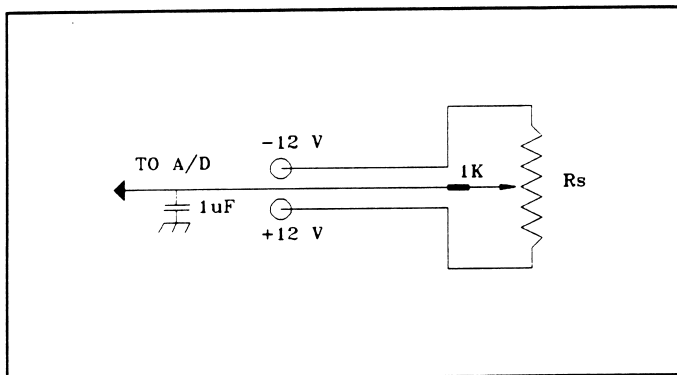 -12 V
TO A/D
1K
Rs
1uF
+12 V